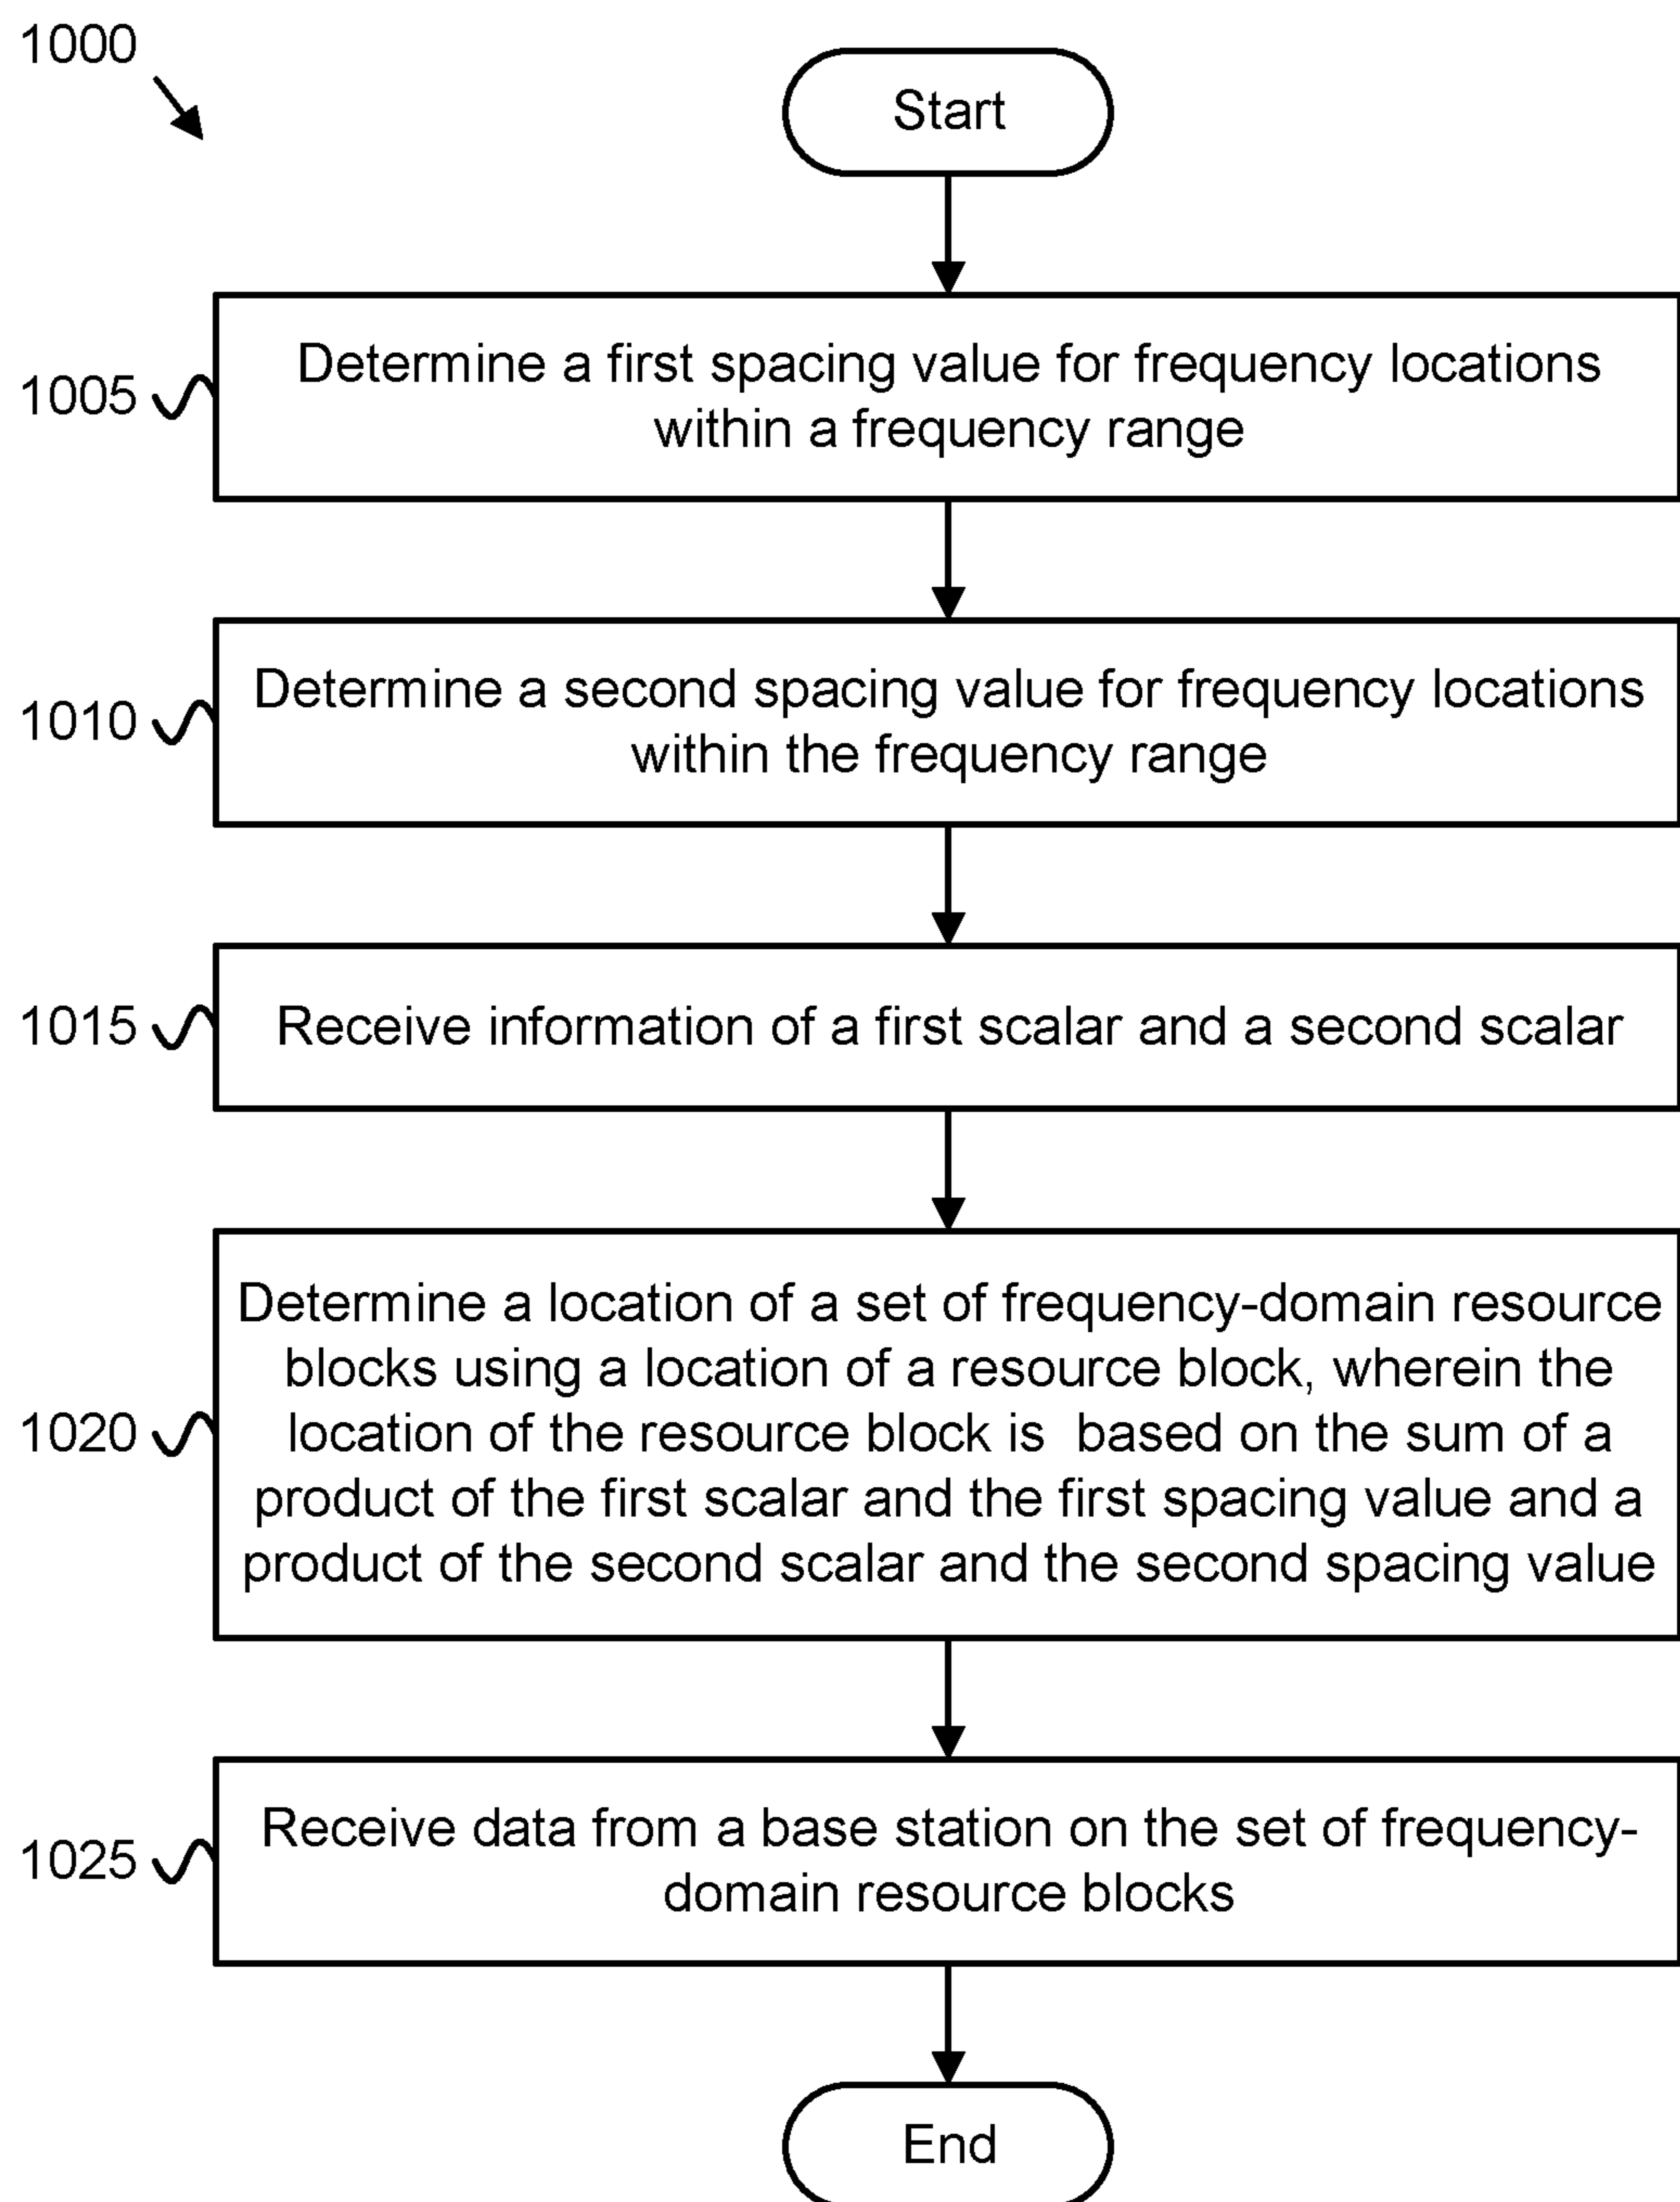 1000
Start
1005
Determine a first spacing value for frequency locations
within a frequency range
1010
Determine a second spacing value for frequency locations
within the frequency range
1015
Receive information of a first scalar and a second scalar
1020
Determine a location of a set of frequency-domain resource
blocks using a location of a resource block, wherein the
location of the resource block is  based on the sum of a
product of the first scalar and the first spacing value and a
product of the second scalar and the second spacing value
1025
Receive data from a base station on the set of frequency-
domain resource blocks
End